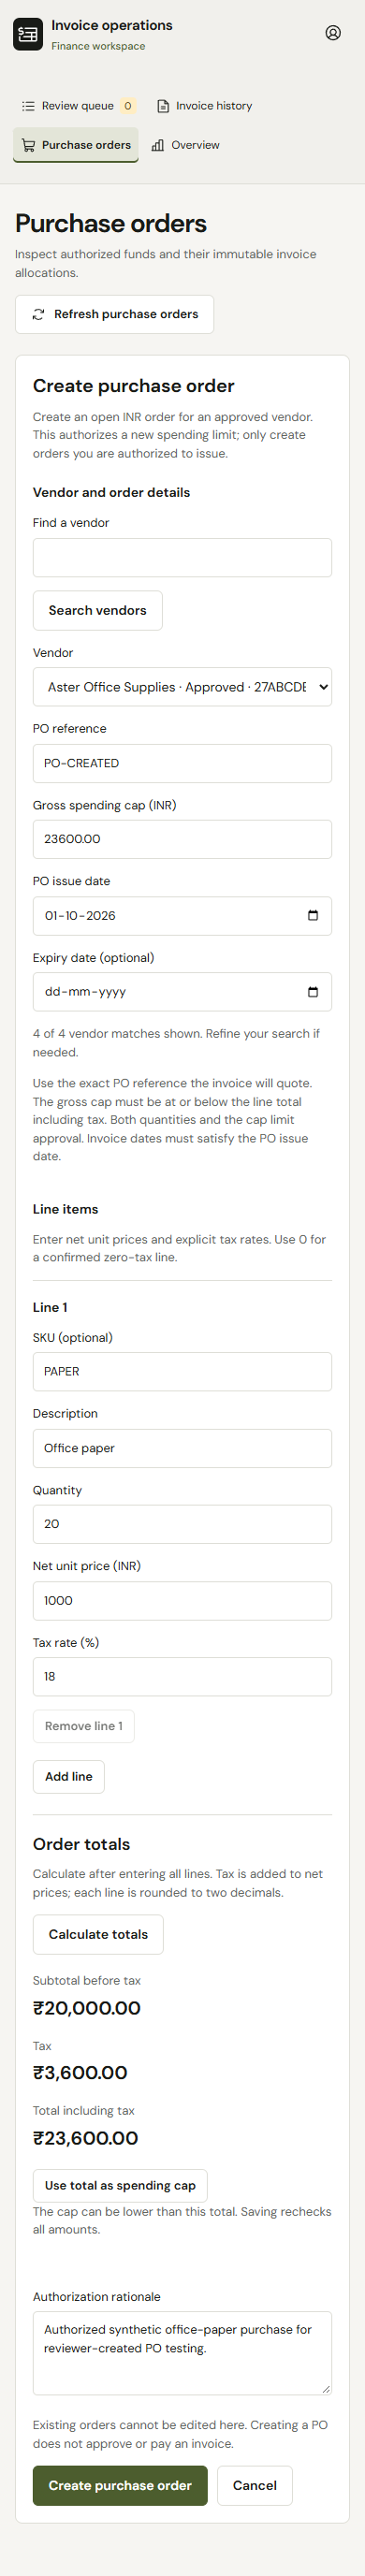 Invoice operations
Finance workspace
Review queue 0
Invoice history
Purchase orders
Overview
Purchase orders
Inspect authorized funds and their immutable invoice
allocations.
Refresh purchase orders
Create purchase order
Create an open INR order for an approved vendor.
This authorizes a new spending limit; only create
orders you are authorized to issue.
Vendor and order details
Find a vendor
Search vendors
Vendor
Aster Office Supplies · Approved · 27ABCDE
PO reference
PO-CREATED
Gross spending cap (INR)
23600.00
PO issue date
01-10-2026
Expiry date (optional)
dd-mm-yyyy
4 of 4 vendor matches shown. Refine your search if
needed.
Use the exact PO reference the invoice will quote.
The gross cap must be at or below the line total
including tax. Both quantities and the cap limit
approval. Invoice dates must satisfy the PO issue
date.
Line items
Enter net unit prices and explicit tax rates. Use 0 for
a confirmed zero-tax line.
Line 1
SKU (optional)
PAPER
Description
Office paper
Quantity
20
Net unit price (INR)
1000
Tax rate (%)
18
Remove line 1
Add line
Order totals
Calculate after entering all lines. Tax is added to net
prices; each line is rounded to two decimals.
Calculate totals
Subtotal before tax
₹20,000.00
Tax
₹3,600.00
Total including tax
₹23,600.00
Use total as spending cap
The cap can be lower than this total. Saving rechecks
all amounts.
Authorization rationale
Authorized synthetic office-paper purchase for
reviewer-created PO testing.
Existing orders cannot be edited here. Creating a PO
does not approve or pay an invoice.
Create purchase order
Cancel